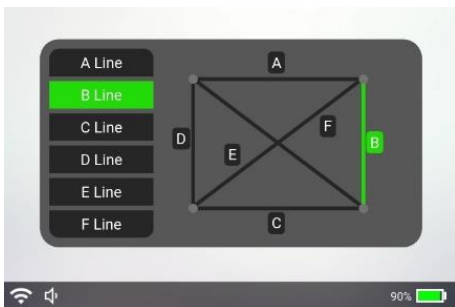 A Line
B Line
C Line
D Line
E Line
F Line
A
D
F
B
E
C
90%